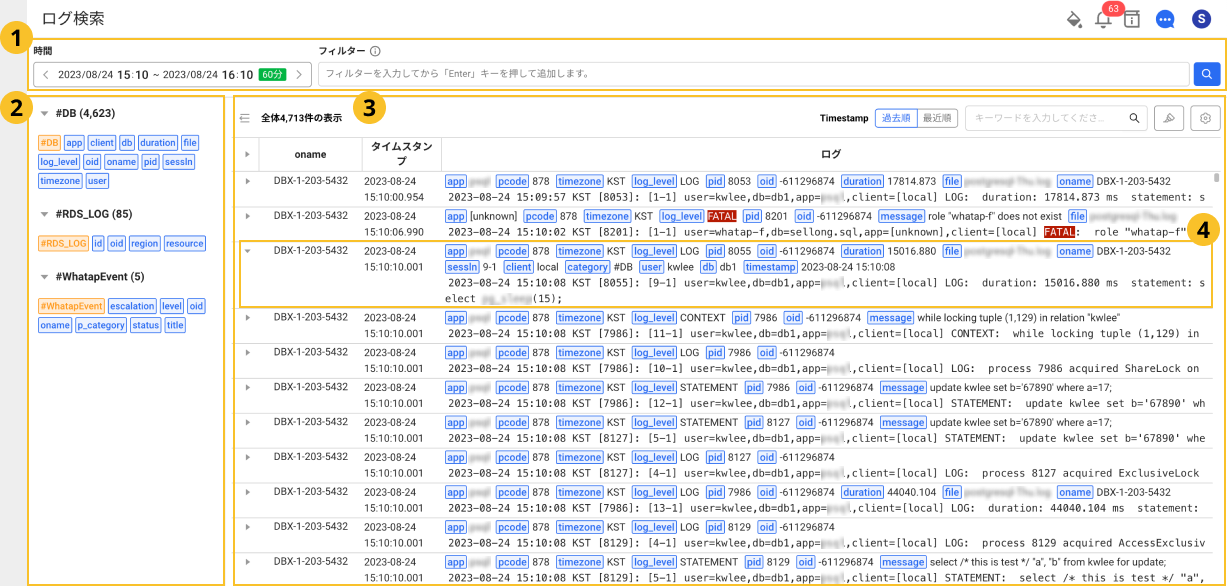 ログ検索
63
S
1
時間
フィルター
2023/08/24 15:10 ~ 2023/08/24 16:10 60分
フィルターを入力してから「Enter」キーを押して追加します。
2
#DB (4,623)
#DB app client db duration file
log_level oid oname pid sessln
timezone user
#RDS_LOG (85)
#RDS_LOG id oid region resource
#WhatapEvent (5)
#WhatapEvent escalation level oid
oname p_category status title
3
全体4,713件の表示
Timestamp 過去順 最近順 キーワードを入力してくださ...
oname タイムスタンプ ログ
DBX-1-203-5432 2023-08-24 app pcode 878 timezone KST log_level LOG pid 8053 oid -611296874 duration 17814.873 file oname DBX-1-203-5432
15:10:00.954 2023-08-24 15:09:57 KST [8053]: [1-1] user=kwlee,db=db1,app= ,client=[local] LOG: duration: 17814.873 ms statement: s
DBX-1-203-5432 2023-08-24 app [unknown] pcode 878 timezone KST log_level FATAL pid 8201 oid -611296874 message role "whatap-f" does not exist file
15:10:06.990 2023-08-24 15:10:02 KST [8201]: [1-1] user=whatap-f,db=sellong.sql,app=[unknown],client=[local] FATAL: role "whatap-f"
4
DBX-1-203-5432 2023-08-24 app pcode 878 timezone KST log_level LOG pid 8055 oid -611296874 duration 15016.880 file oname DBX-1-203-5432
15:10:10.001 sessln 9-1 client local category #DB user kwlee db db1 timestamp 2023-08-24 15:10:08
2023-08-24 15:10:08 KST [8055]: [9-1] user=kwlee,db=db1,app= ,client=[local] LOG: duration: 15016.880 ms statement: s
elect (15);
DBX-1-203-5432 2023-08-24 app pcode 878 timezone KST log_level CONTEXT pid 7986 oid -611296874 message while locking tuple (1,129) in relation "kwlee"
15:10:10.001 2023-08-24 15:10:08 KST [7986]: [11-1] user=kwlee,db=db1,app= ,client=[local] CONTEXT: while locking tuple (1,129) in
DBX-1-203-5432 2023-08-24 app pcode 878 timezone KST log_level LOG pid 7986 oid -611296874
15:10:10.001 2023-08-24 15:10:08 KST [7986]: [10-1] user=kwlee,db=db1,app= ,client=[local] LOG: process 7986 acquired ShareLock on
DBX-1-203-5432 2023-08-24 app pcode 878 timezone KST log_level STATEMENT pid 7986 oid -611296874 message update kwlee set b='67890' where a=17;
15:10:10.001 2023-08-24 15:10:08 KST [7986]: [12-1] user=kwlee,db=db1,app= ,client=[local] STATEMENT: update kwlee set b='67890' wh
DBX-1-203-5432 2023-08-24 app pcode 878 timezone KST log_level STATEMENT pid 8127 oid -611296874 message update kwlee set b='67890' where a=17;
15:10:10.001 2023-08-24 15:10:08 KST [8127]: [5-1] user=kwlee,db=db1,app= ,client=[local] STATEMENT: update kwlee set b='67890' whe
DBX-1-203-5432 2023-08-24 app pcode 878 timezone KST log_level LOG pid 8127 oid -611296874
15:10:10.001 2023-08-24 15:10:08 KST [8127]: [4-1] user=kwlee,db=db1,app= ,client=[local] LOG: process 8127 acquired ExclusiveLock
DBX-1-203-5432 2023-08-24 app pcode 878 timezone KST log_level LOG pid 7986 oid -611296874 duration 44040.104 file oname DBX-1-203-5432
15:10:10.001 2023-08-24 15:10:08 KST [7986]: [13-1] user=kwlee,db=db1,app= ,client=[local] LOG: duration: 44040.104 ms statement:
DBX-1-203-5432 2023-08-24 app pcode 878 timezone KST log_level LOG pid 8129 oid -611296874
15:10:10.001 2023-08-24 15:10:08 KST [8129]: [4-1] user=kwlee,db=db1,app= ,client=[local] LOG: process 8129 acquired AccessExclusiv
DBX-1-203-5432 2023-08-24 app pcode 878 timezone KST log_level STATEMENT pid 8129 oid -611296874 message select /* this is test */ "a", "b" from kwlee for update;
15:10:10.001 2023-08-24 15:10:08 KST [8129]: [5-1] user=kwlee,db=db1,app= ,client=[local] STATEMENT: select /* this is test */ "a",